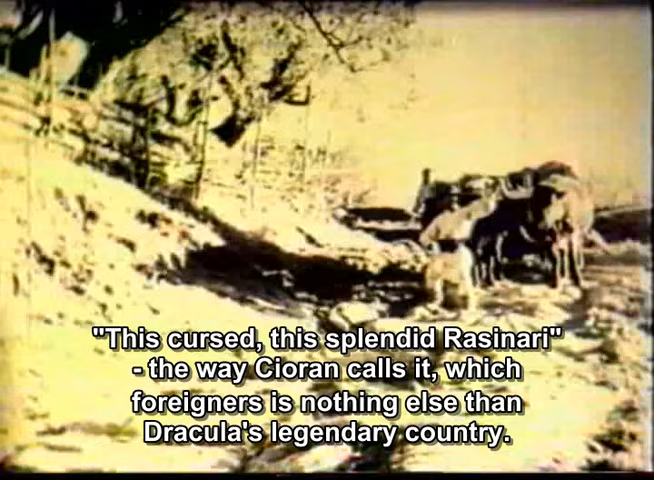 "This cursed, this splendid Rasinari"
- the way Cioran calls it, which
foreigners is nothing else than
Dracula's legendary country.